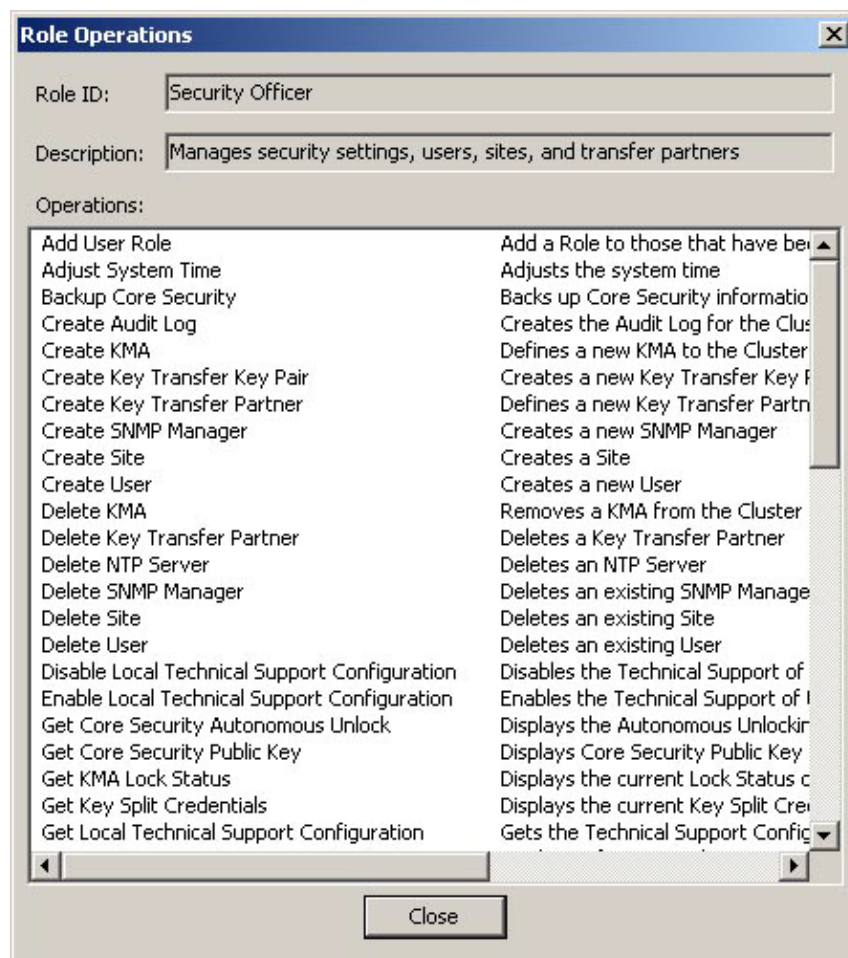 Role Operations
Role ID: Security Officer
Description: Manages security settings, users, sites, and transfer partners
Operations:
Add User Role Add a Role to those that have
Adjust System Time Adjusts the system time
Backup Core Security Backs up Core Security
Create Audit Log Creates the Audit Log for the
Create KMA Defines a new KMA to the Cluster
Create Key Transfer Key Pair Creates a new Key Transfer Key
Create Key Transfer Partner Defines a new Key Transfer
Create SNMP Manager Creates a new SNMP Manager
Create Site Creates a Site
Create User Creates a new User
Delete KMA Removes a KMA from the Cluster
Delete Key Transfer Partner Deletes a Key Transfer Partner
Delete NTP Server Deletes an NTP Server
Delete SNMP Manager Deletes an existing SNMP
Delete Site Deletes an existing Site
Delete User Deletes an existing User
Disable Local Technical Support Configuration Disables the Technical Support of
Enable Local Technical Support Configuration Enables the Technical Support of
Get Core Security Autonomous Unlock Displays the Autonomous
Get Core Security Public Key Displays Core Security Public Key
Get KMA Lock Status Displays the current Lock Status
Get Key Split Credentials Displays the current Key Split
Get Local Technical Support Configuration Gets the Technical Support
Close